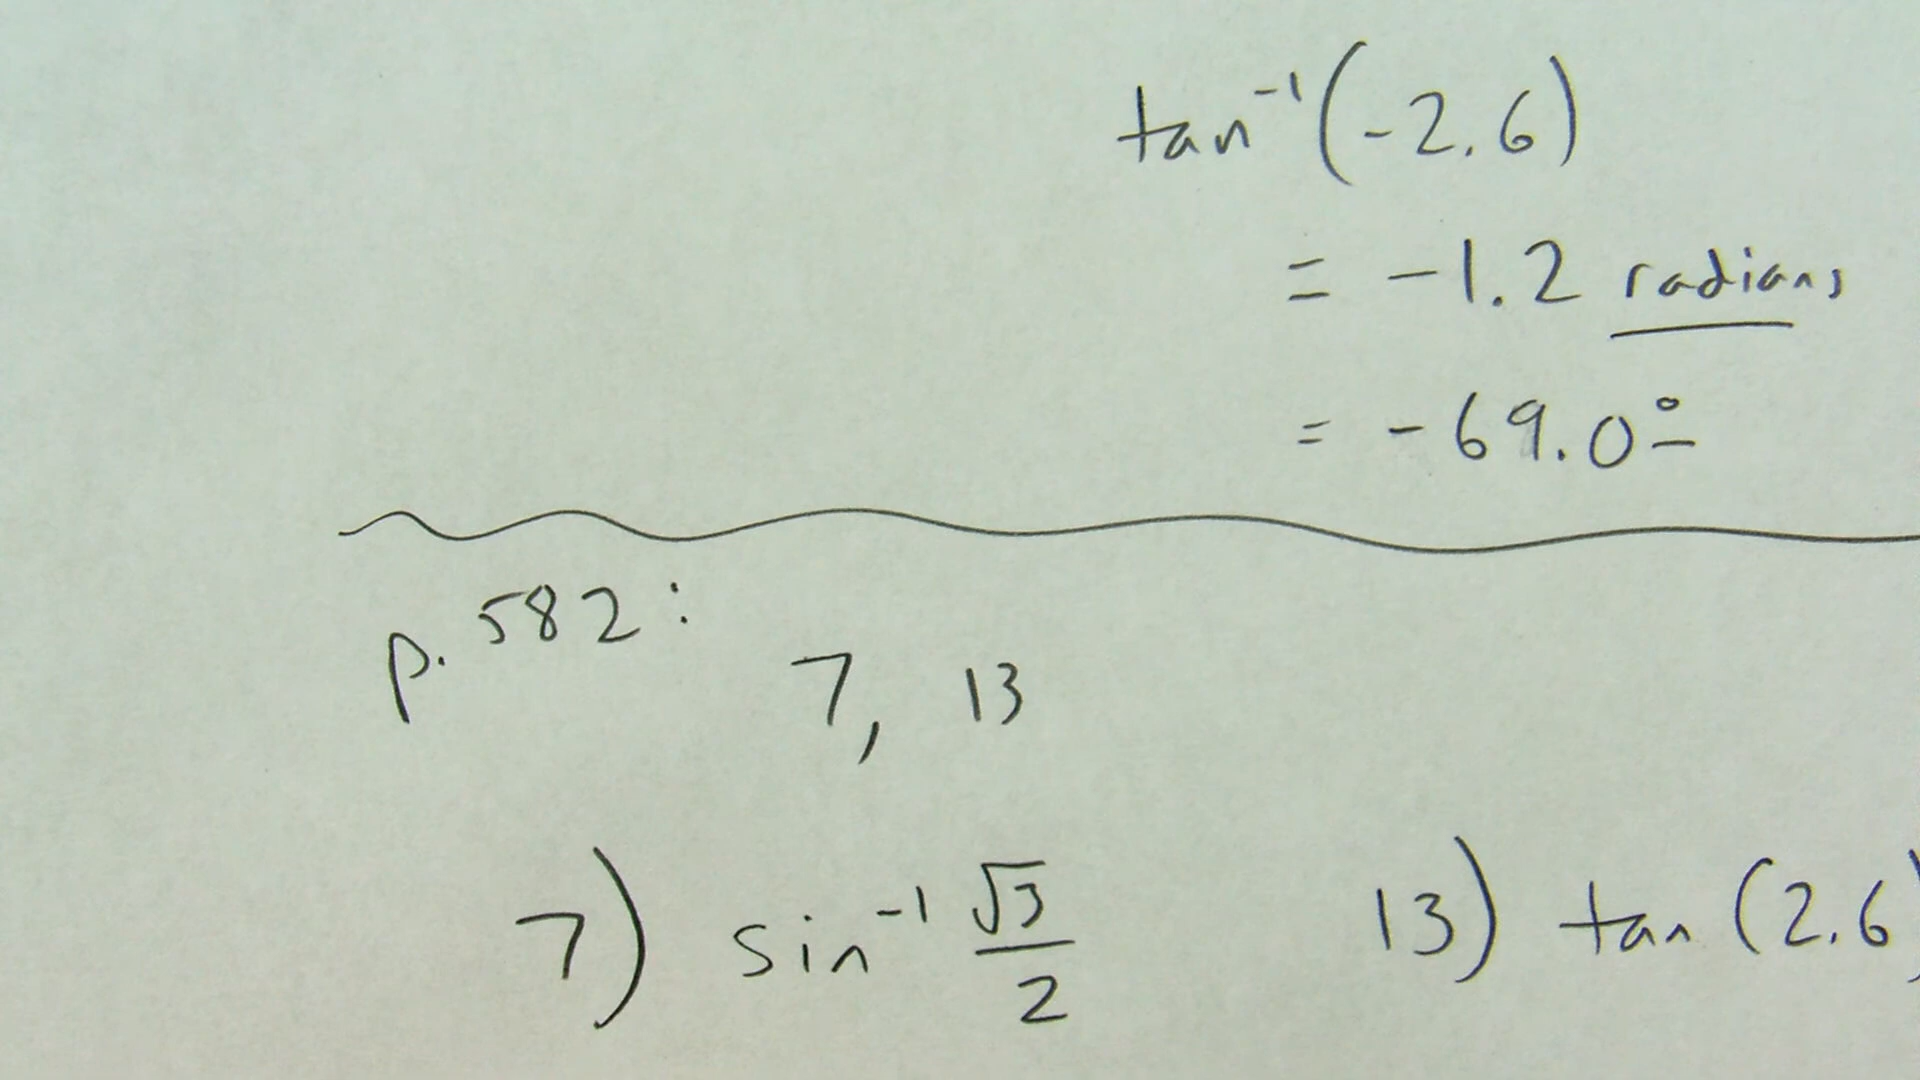 tan⁻¹(-2.6)
= -1.2 radians
= -69.0°
p. 582:
7, 13
7) sin⁻¹ √3/2
13) tan (2.6)